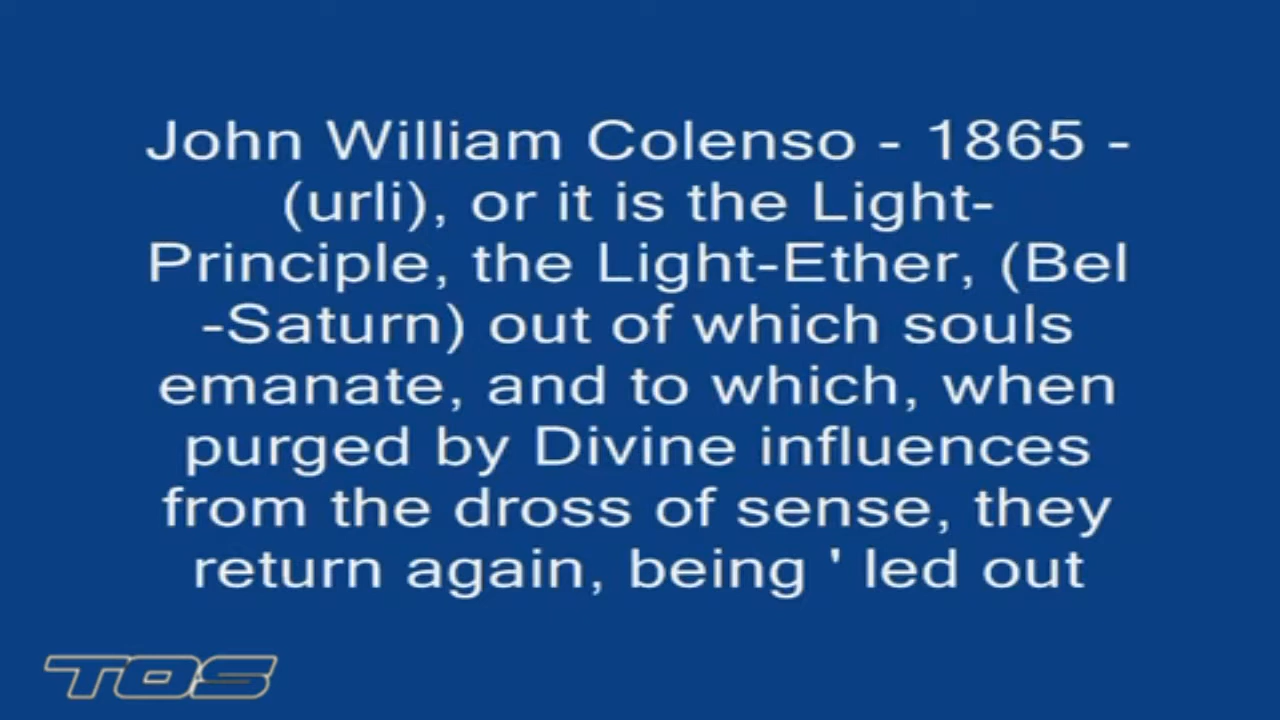 John William Colenso - 1865 -
(urli), or it is the Light-
Principle, the Light-Ether, (Bel
-Saturn) out of which souls
emanate, and to which, when
purged by Divine influences
from the dross of sense, they
return again, being ' led out
TOS